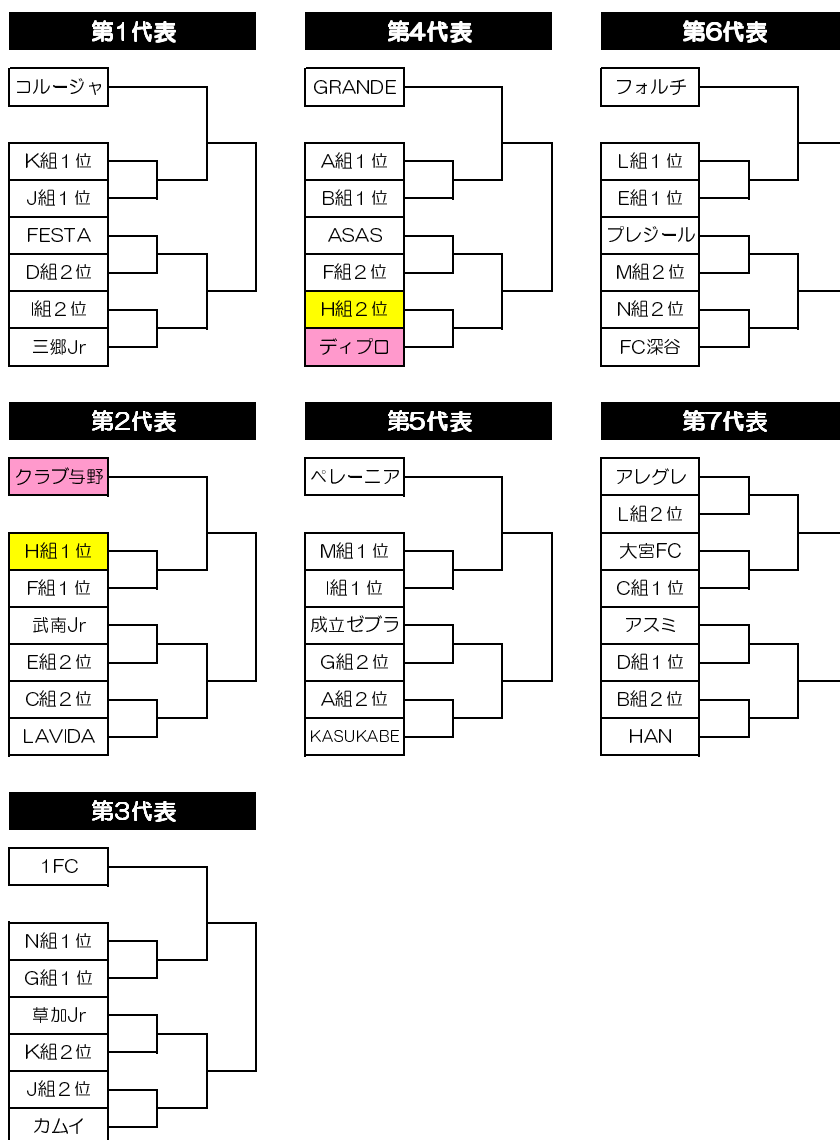 第1代表
コルージャ
K組1位
J組1位
FESTA
D組2位
I組2位
三郷Jr
第2代表
クラブ与野
H組1位
F組1位
武南Jr
E組2位
C組2位
LAVIDA
第3代表
1FC
N組1位
G組1位
草加Jr
K組2位
J組2位
カムイ
第4代表
GRANDE
A組1位
B組1位
ASAS
F組2位
H組2位
ディプロ
第5代表
ペレーニア
M組1位
I組1位
成立ゼブラ
G組2位
A組2位
KASUKABE
第6代表
フォルチ
L組1位
E組1位
プレジール
M組2位
N組2位
FC深谷
第7代表
アレグレ
L組2位
大宮FC
C組1位
アスミ
D組1位
B組2位
HAN